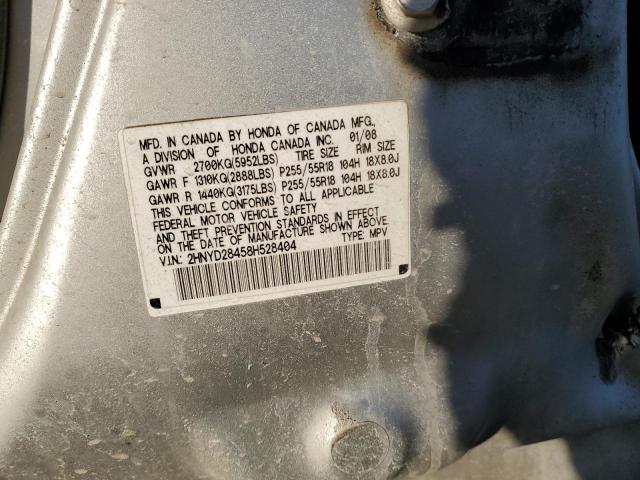 MFD. IN CANADA BY HONDA OF CANADA MFG.,
A DIVISION OF HONDA CANADA INC. 01/08
GVWR 2700KG(5952LBS) TIRE SIZE RIM SIZE
GAWR F 1310KG(2888LBS) P255/55R18 104H 18X8.0J
GAWR R 1440KG(3175LBS) P255/55R18 104H 18X8.0J
THIS VEHICLE CONFORMS TO ALL APPLICABLE
FEDERAL MOTOR VEHICLE SAFETY
AND THEFT PREVENTION STANDARDS IN EFFECT
ON THE DATE OF MANUFACTURE SHOWN ABOVE.
V.I.N.: 2HNYD28458H528404 TYPE: MPV